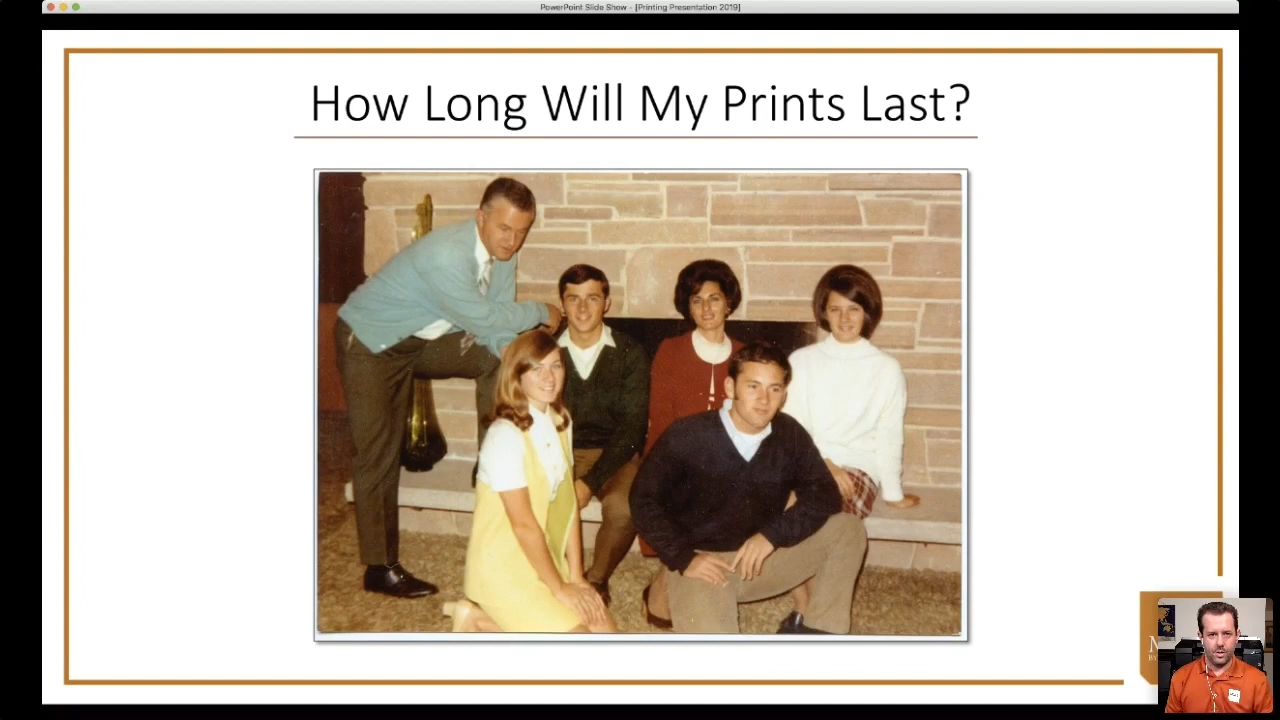 PowerPoint Slide Show - [Printing Presentation 2019]
How Long Will My Prints Last?